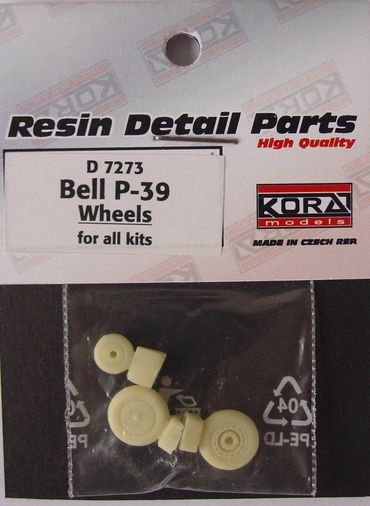 Resin Detail Parts
High Quality
D 7273
Bell P-39
Wheels
for all kits
KORA
models
MADE IN CZECH REP.
04
PE-LD